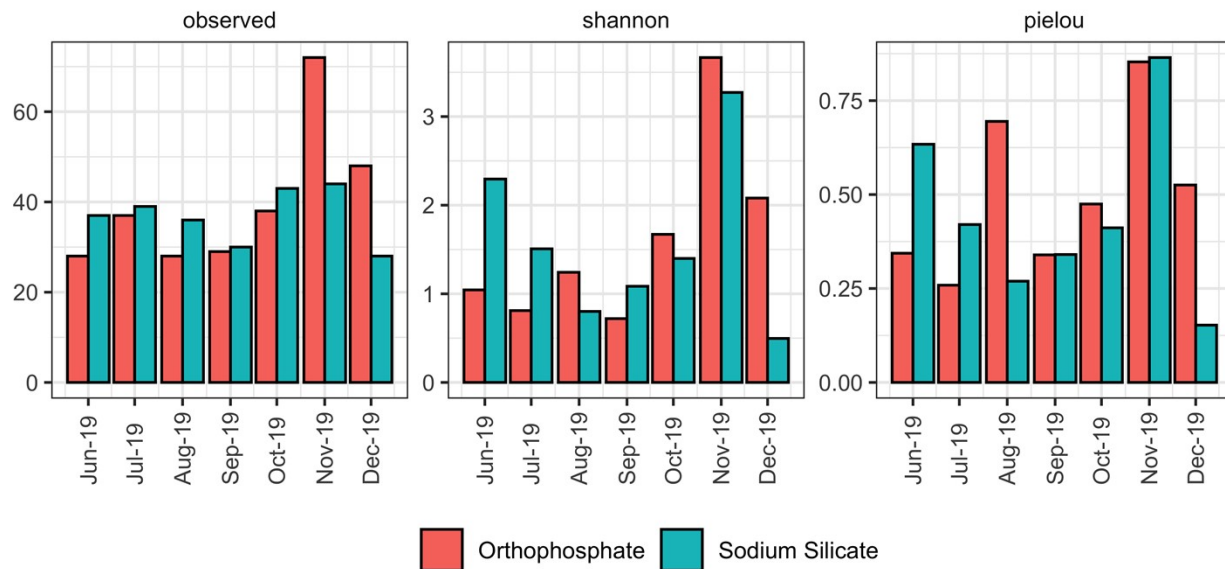 observed
shannon
pielou
60
40
20
0
3
2
1
0
0.75
0.50
0.25
0.00
Jun-19
Jul-19
Aug-19
Sep-19
Oct-19
Nov-19
Dec-19
Jun-19
Jul-19
Aug-19
Sep-19
Oct-19
Nov-19
Dec-19
Jun-19
Jul-19
Aug-19
Sep-19
Oct-19
Nov-19
Dec-19
Orthophosphate
Sodium Silicate